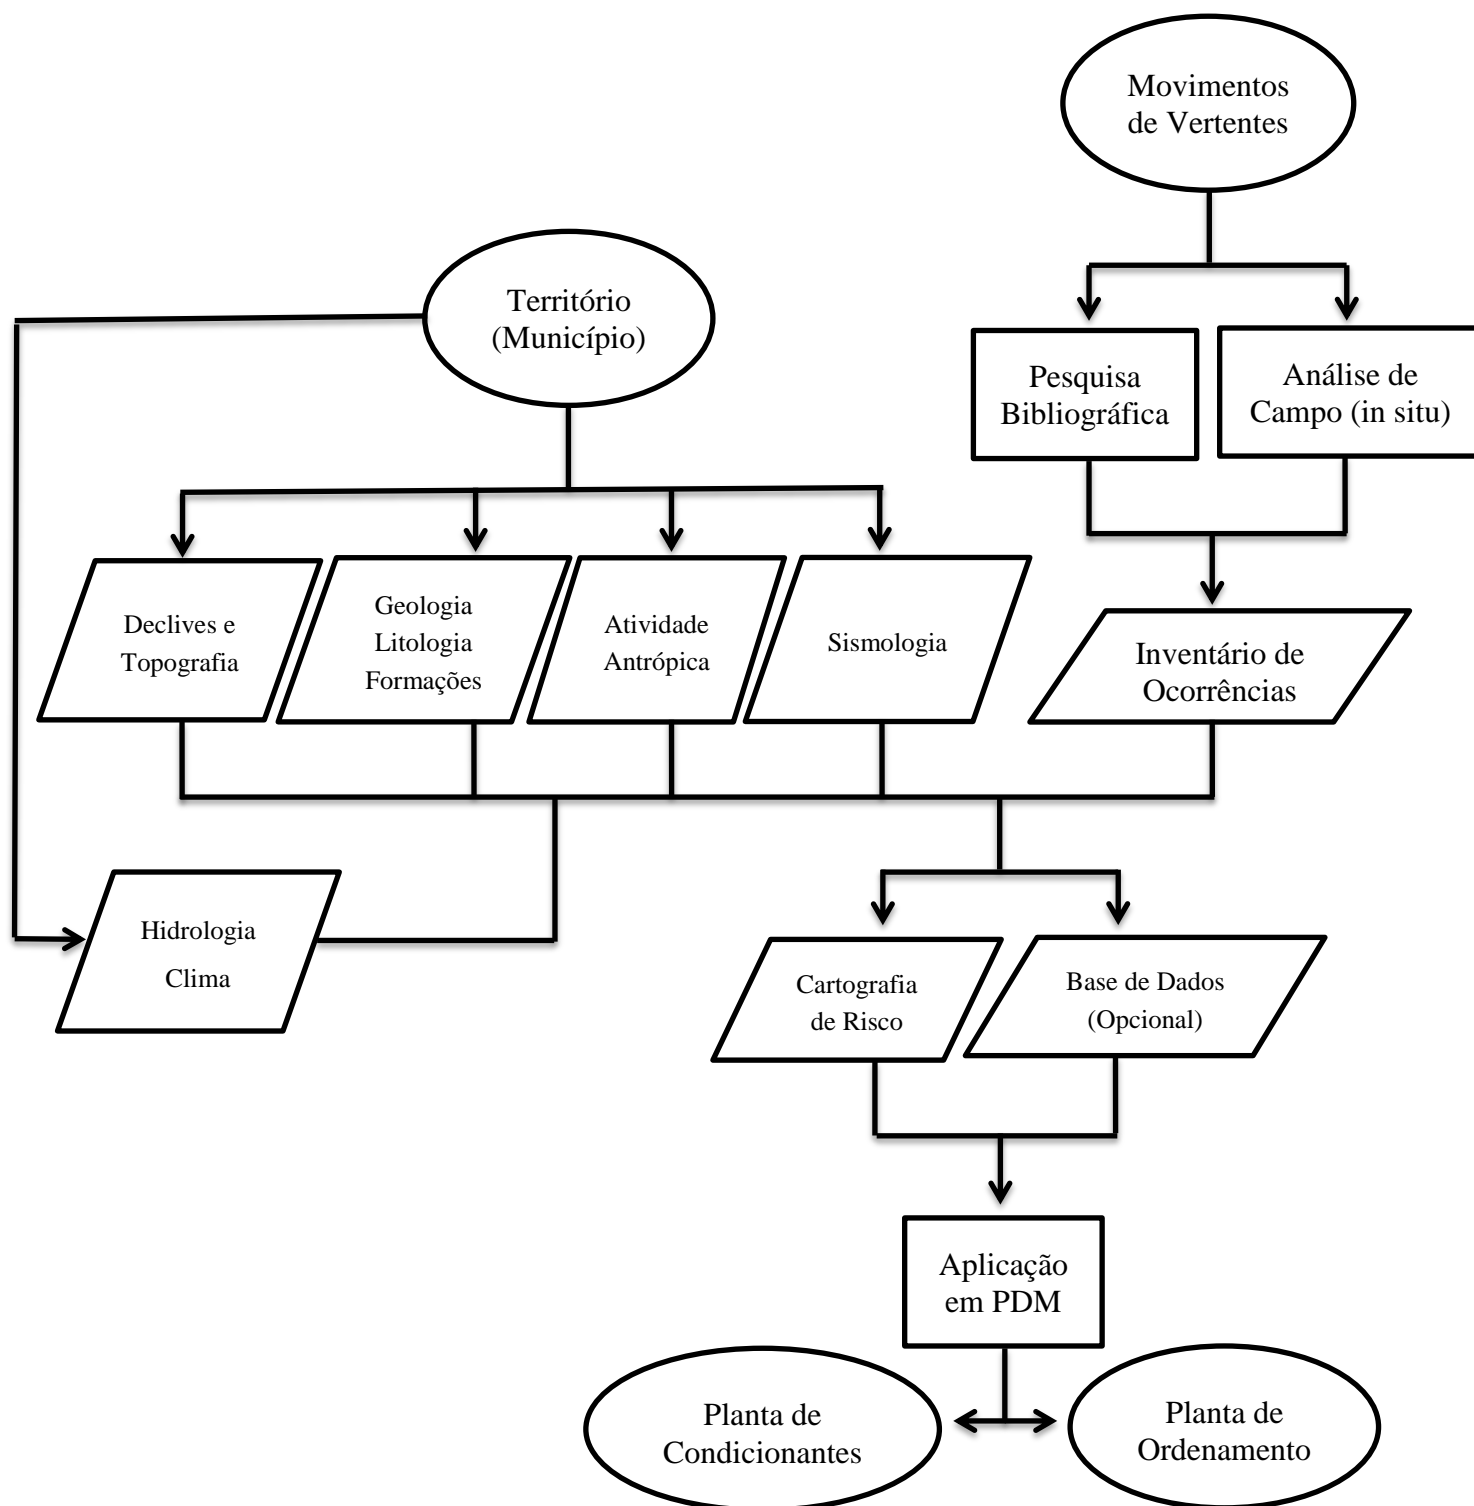 Movimentos
de Vertentes
Território
(Município)
Pesquisa
Bibliográfica
Análise de
Campo (in situ)
Declives e
Topografia
Geologia
Litologia
Formações
Atividade
Antrópica
Sismologia
Inventário de
Ocorrências
Hidrologia
Clima
Cartografia
de Risco
Base de Dados
(Opcional)
Aplicação
em PDM
Planta de
Condicionantes
Planta de
Ordenamento